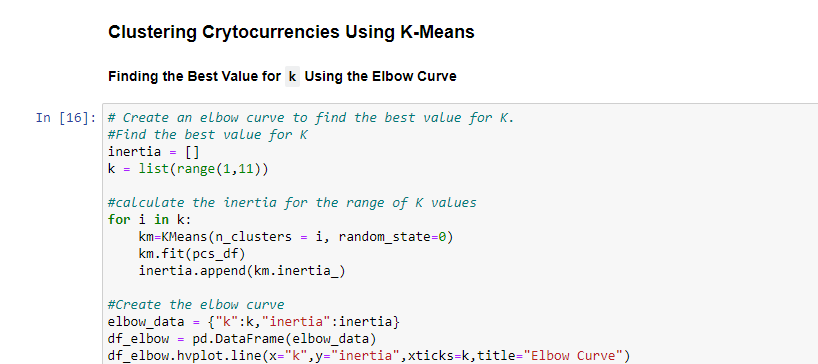 Clustering Crytocurrencies Using K-Means
Finding the Best Value for k Using the Elbow Curve
In [16]: # Create an elbow curve to find the best value for K.
#Find the best value for K
inertia = []
k = list(range(1,11))
#calculate the inertia for the range of K values
for i in k:
    km=KMeans(n_clusters = i, random_state=0)
    km.fit(pcs_df)
    inertia.append(km.inertia_)
#Create the elbow curve
elbow_data = {"k":k,"inertia":inertia}
df_elbow = pd.DataFrame(elbow_data)
df_elbow.hvplot.line(x="k",y="inertia",xticks=k,title="Elbow Curve")